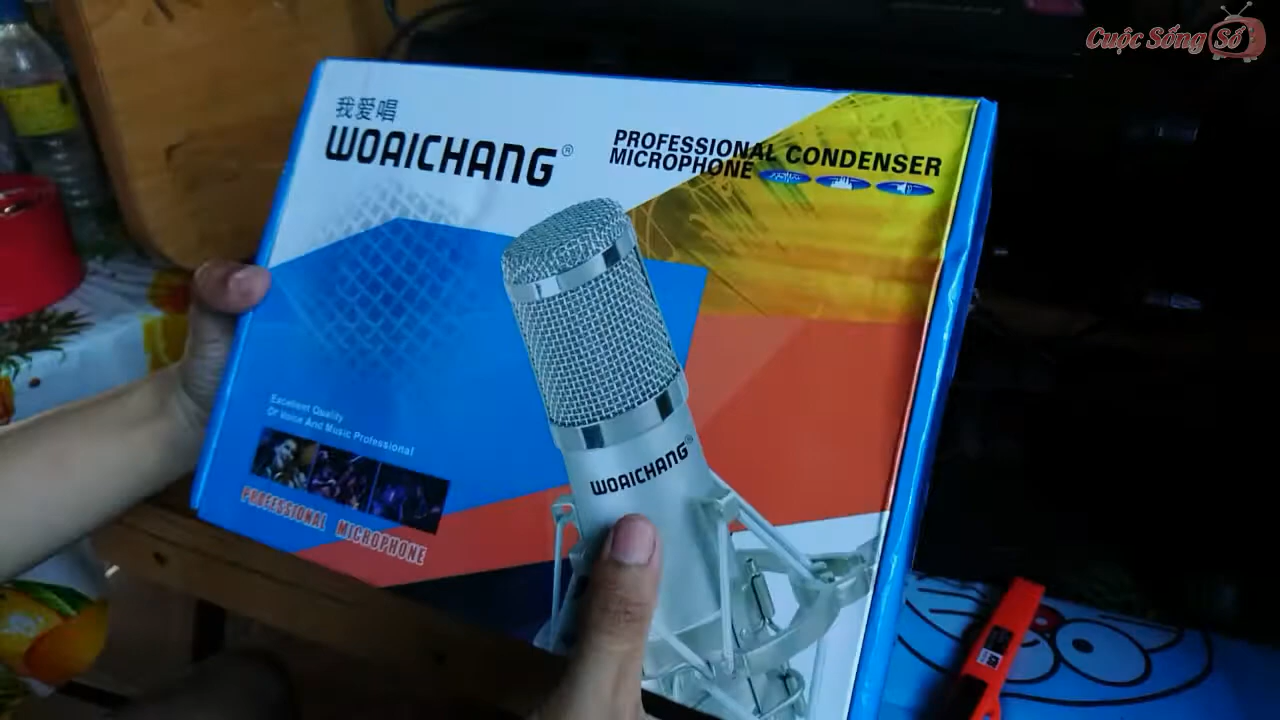 Cuộc Sống Số
我爱唱
WOAICHANG®
PROFESSIONAL CONDENSER
MICROPHONE
Excellent Quality
Of Voice And Music Professional
PROFESSIONAL MICROPHONE
WOAICHANG®